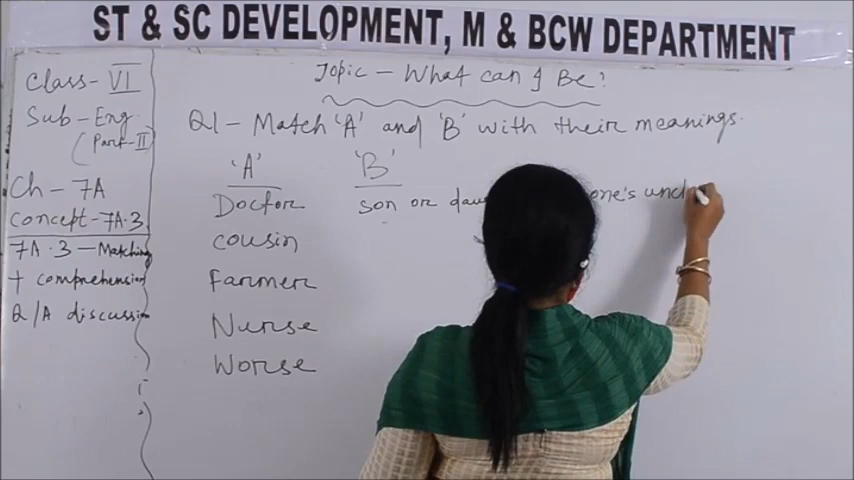 ST & SC DEVELOPMENT, M & BCW DEPARTMENT
Class - VI
Sub - Eng
(Part - II
Ch - 7A
Concept - 7A.3
7A.3 - Matching
+ comprehension
Q/A discussion
Topic - What can I Be?
Q1 - Match 'A' and 'B' with their meanings.
'A' 'B'
Doctor son or one's
cousin
Farmer
Nurse
Worse